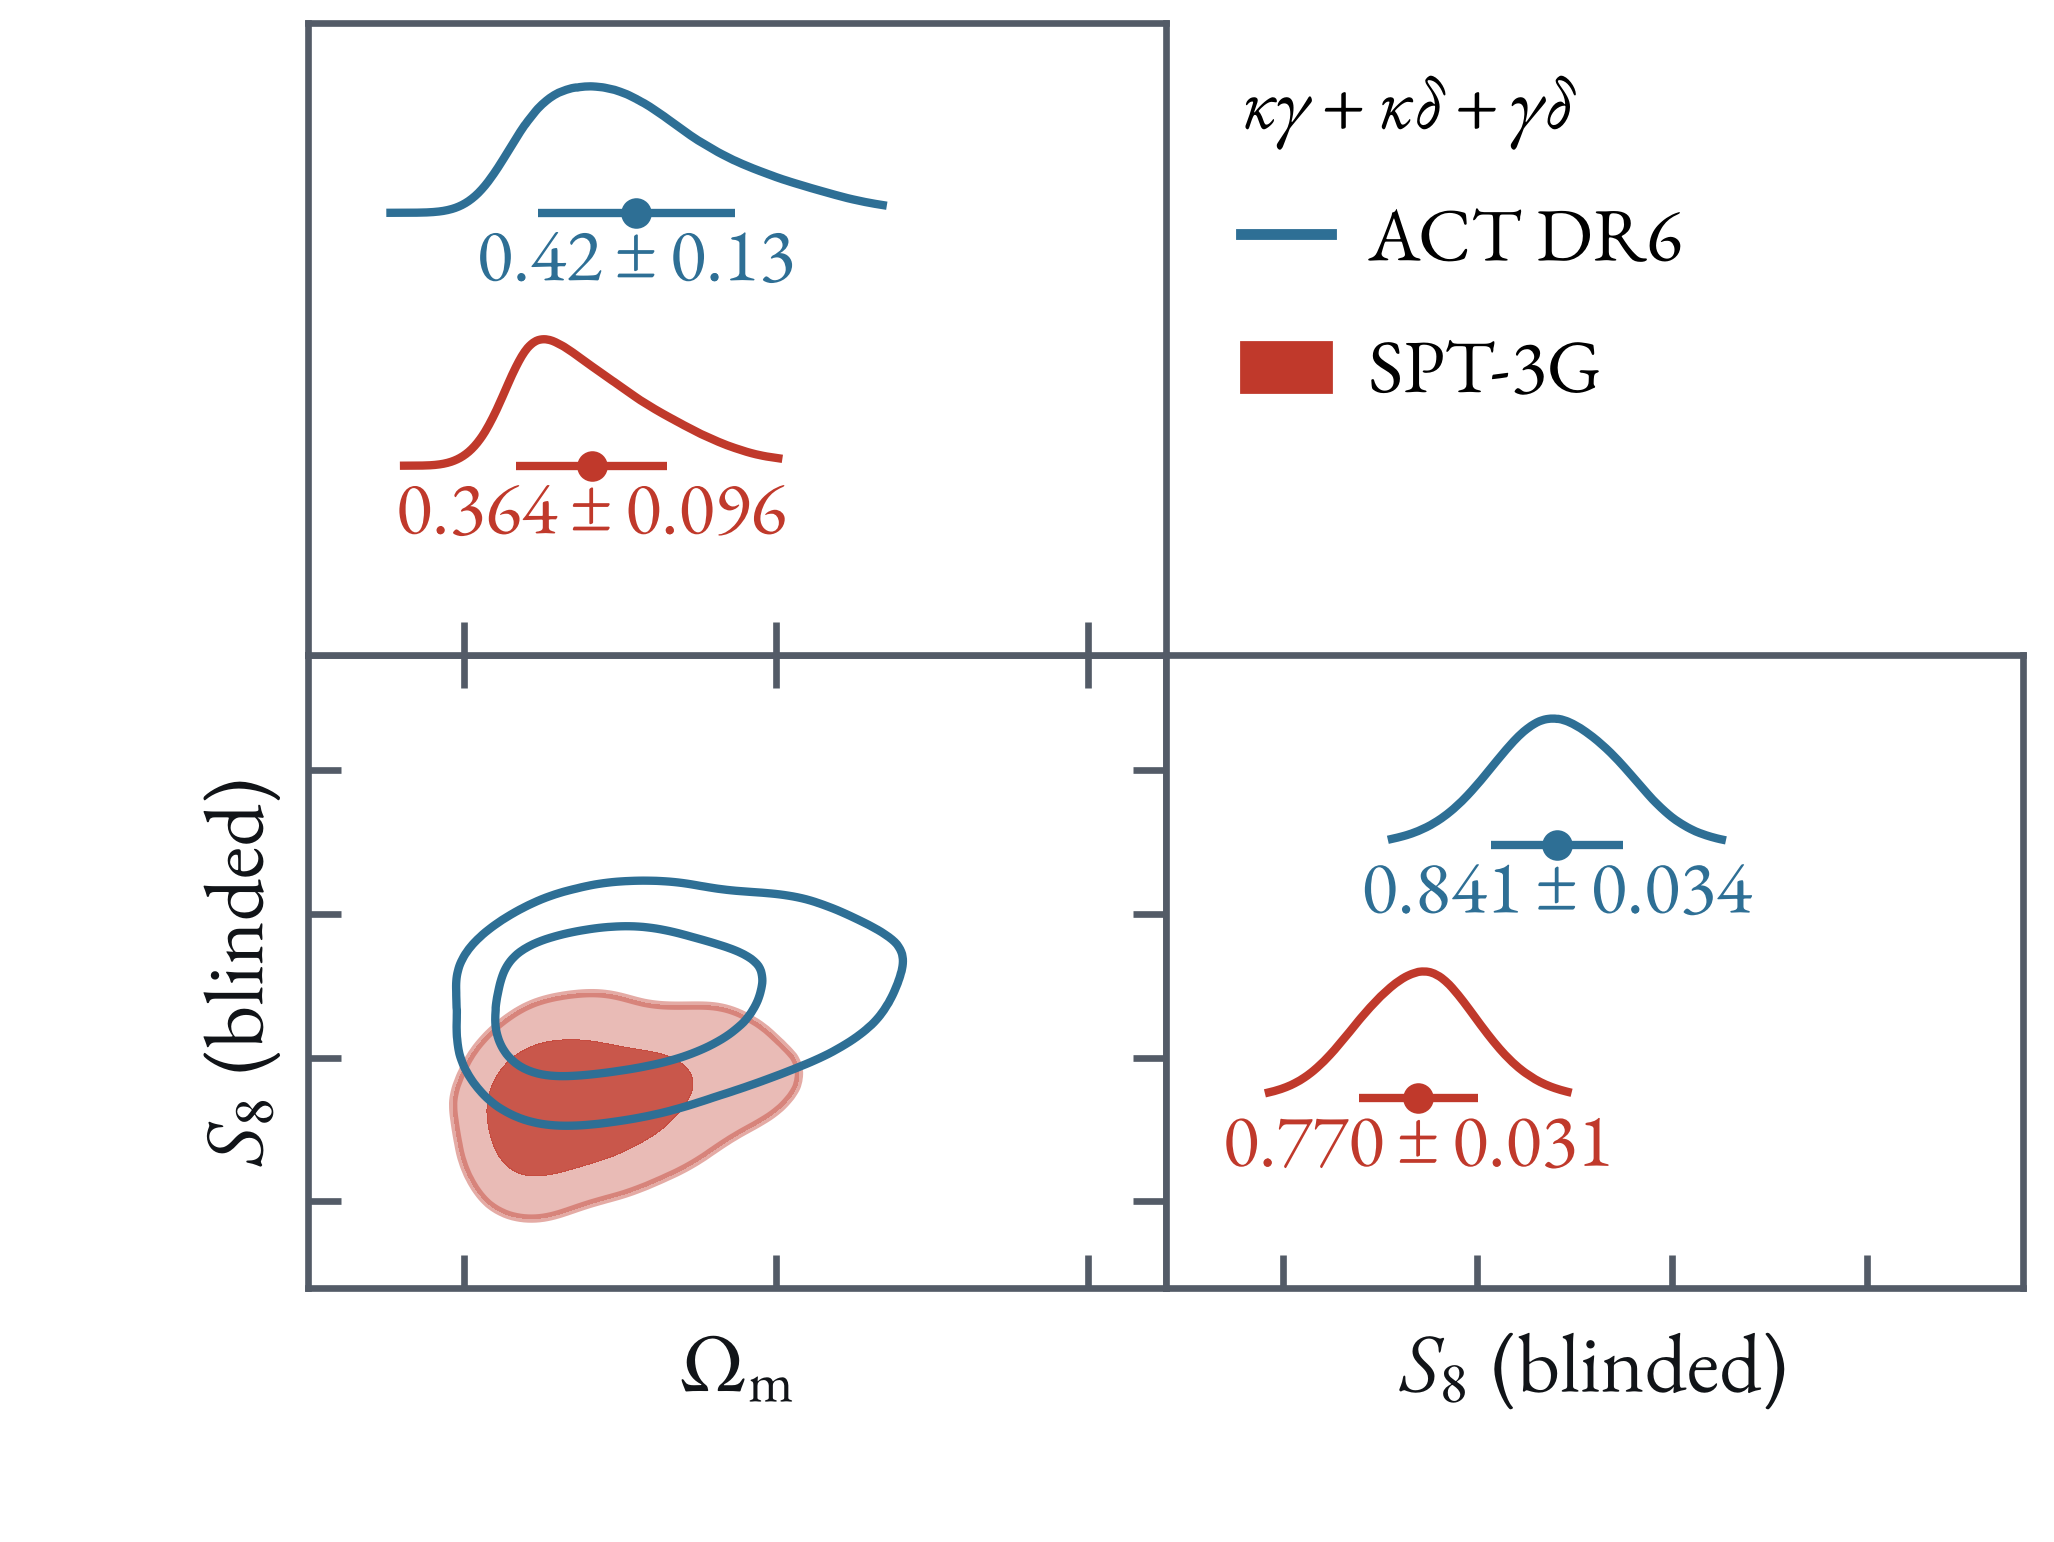 κγ + κδ + γδ
ACT DR6
SPT-3G
0.42 ± 0.13
0.364 ± 0.096
0.841 ± 0.034
0.770 ± 0.031
S₈ (blinded)
Ωₘ
S₈ (blinded)